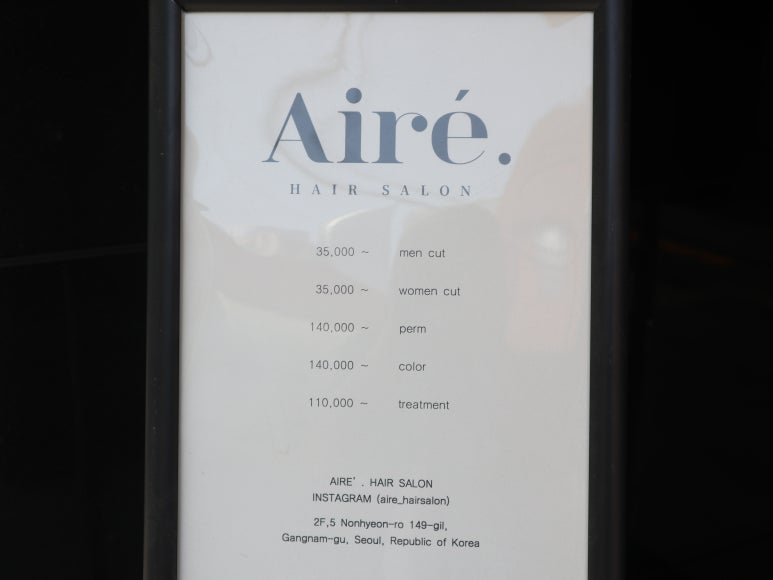 Airé.
HAIR SALON
35,000 ~ men cut
35,000 ~ women cut
140,000 ~ perm
140,000 ~ color
110,000 ~ treatment
AIRE' . HAIR SALON
INSTAGRAM (aire_hairsalon)
2F,5 Nonhyeon-ro 149-gil,
Gangnam-gu, Seoul, Republic of Korea